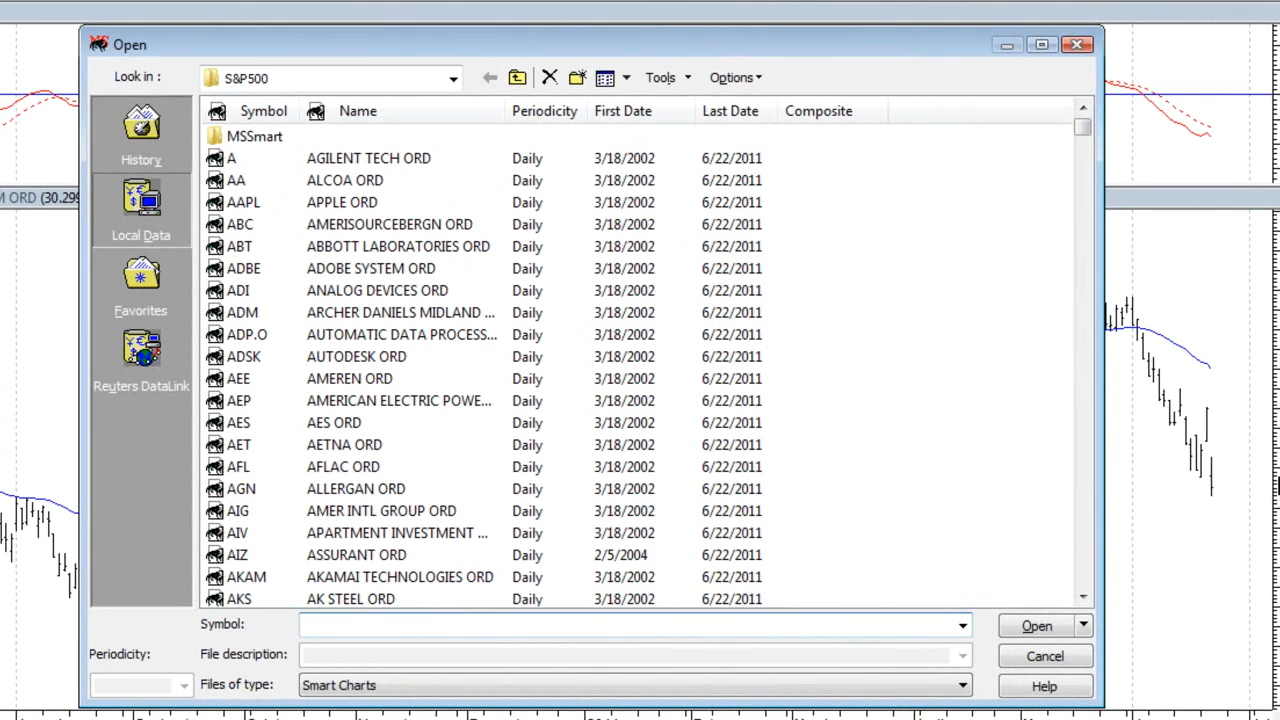 Open
Look in : S&P500 Tools Options
Symbol Name Periodicity First Date Last Date Composite
MSSmart
A AGILENT TECH ORD Daily 3/18/2002 6/22/2011
AA ALCOA ORD Daily 3/18/2002 6/22/2011
AAPL APPLE ORD Daily 3/18/2002 6/22/2011
ABC AMERISOURCEBERGN ORD Daily 3/18/2002 6/22/2011
ABT ABBOTT LABORATORIES ORD Daily 3/18/2002 6/22/2011
ADBE ADOBE SYSTEM ORD Daily 3/18/2002 6/22/2011
ADI ANALOG DEVICES ORD Daily 3/18/2002 6/22/2011
ADM ARCHER DANIELS MIDLAND ... Daily 3/18/2002 6/22/2011
ADP.O AUTOMATIC DATA PROCESS... Daily 3/18/2002 6/22/2011
ADSK AUTODESK ORD Daily 3/18/2002 6/22/2011
AEE AMEREN ORD Daily 3/18/2002 6/22/2011
AEP AMERICAN ELECTRIC POWE... Daily 3/18/2002 6/22/2011
AES AES ORD Daily 3/18/2002 6/22/2011
AET AETNA ORD Daily 3/18/2002 6/22/2011
AFL AFLAC ORD Daily 3/18/2002 6/22/2011
AGN ALLERGAN ORD Daily 3/18/2002 6/22/2011
AIG AMER INTL GROUP ORD Daily 3/18/2002 6/22/2011
AIV APARTMENT INVESTMENT ... Daily 3/18/2002 6/22/2011
AIZ ASSURANT ORD Daily 2/5/2004 6/22/2011
AKAM AKAMAI TECHNOLOGIES ORD Daily 3/18/2002 6/22/2011
AKS AK STEEL ORD Daily 3/18/2002 6/22/2011
History
Local Data
Favorites
Reuters DataLink
M ORD (30.299
Symbol: Open
Periodicity: File description: Cancel
Files of type: Smart Charts Help